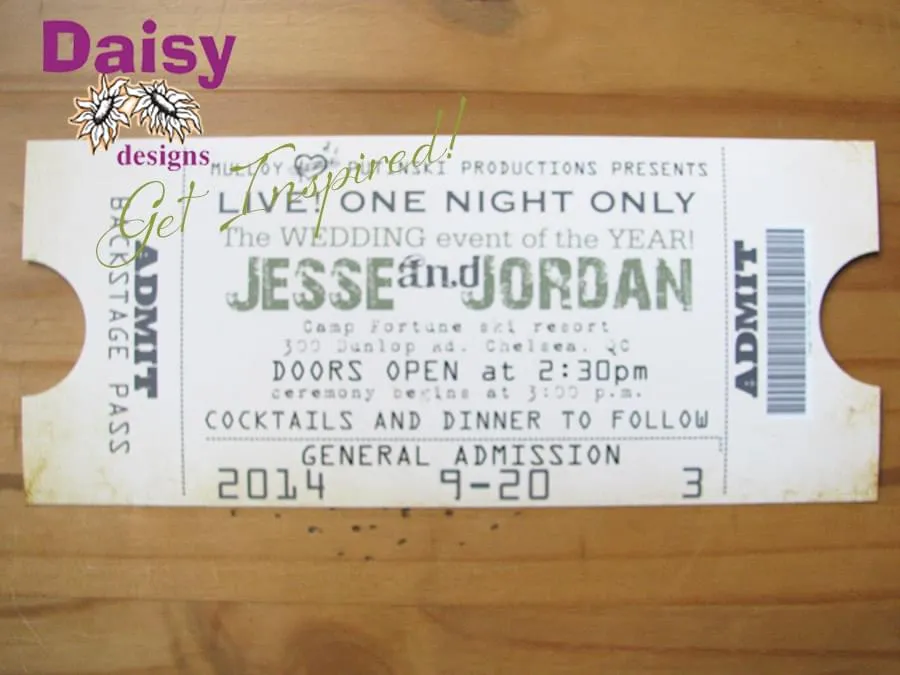 Daisy
designs
Get Inspired!
MULLOY PRODUCTIONS PRESENTS
LIVE! ONE NIGHT ONLY
The WEDDING event of the YEAR!
JESSE and JORDAN
Camp Fortune ski resort
300 Dunlop Rd. Chelsea, QC
DOORS OPEN at 2:30pm
ceremony begins at 3:00 p.m.
COCKTAILS AND DINNER TO FOLLOW
GENERAL ADMISSION
2014 9-20 3
BACKSTAGE PASS
ADMIT
ADMIT